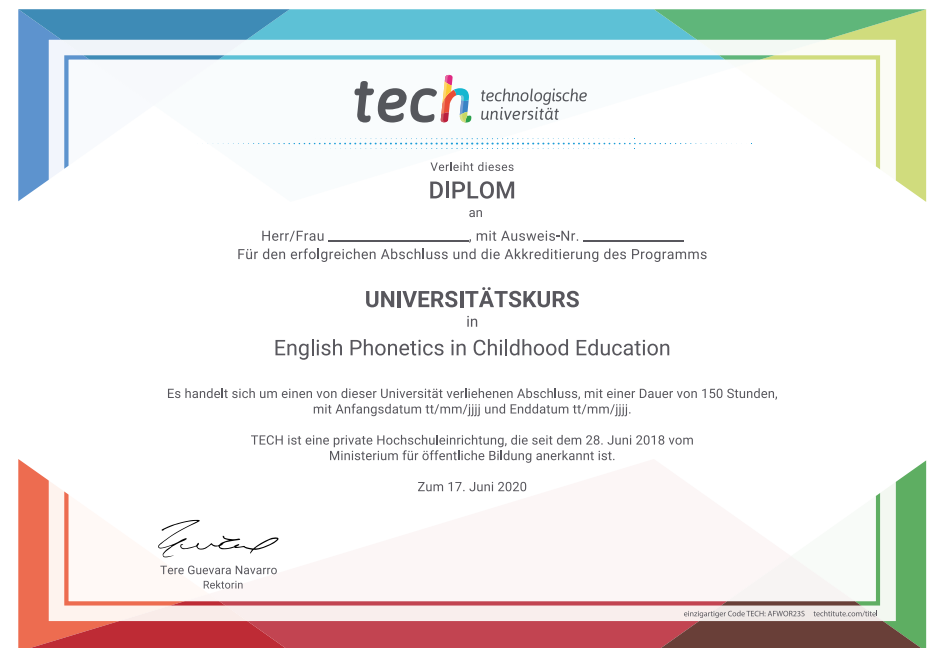 tech technologische
universität
Verleiht dieses
DIPLOM
an
Herr/Frau ____________________, mit Ausweis-Nr. ______________
Für den erfolgreichen Abschluss und die Akkreditierung des Programms
UNIVERSITÄTSKURS
in
English Phonetics in Childhood Education
Es handelt sich um einen von dieser Universität verliehenen Abschluss, mit einer Dauer von 150 Stunden,
mit Anfangsdatum tt/mm/jjjj und Enddatum tt/mm/jjjj.
TECH ist eine private Hochschuleinrichtung, die seit dem 28. Juni 2018 vom
Ministerium für öffentliche Bildung anerkannt ist.
Zum 17. Juni 2020
Tere Guevara Navarro
Rektorin
einzigartiger Code TECH: AFWOR23S techtitute.com/titel